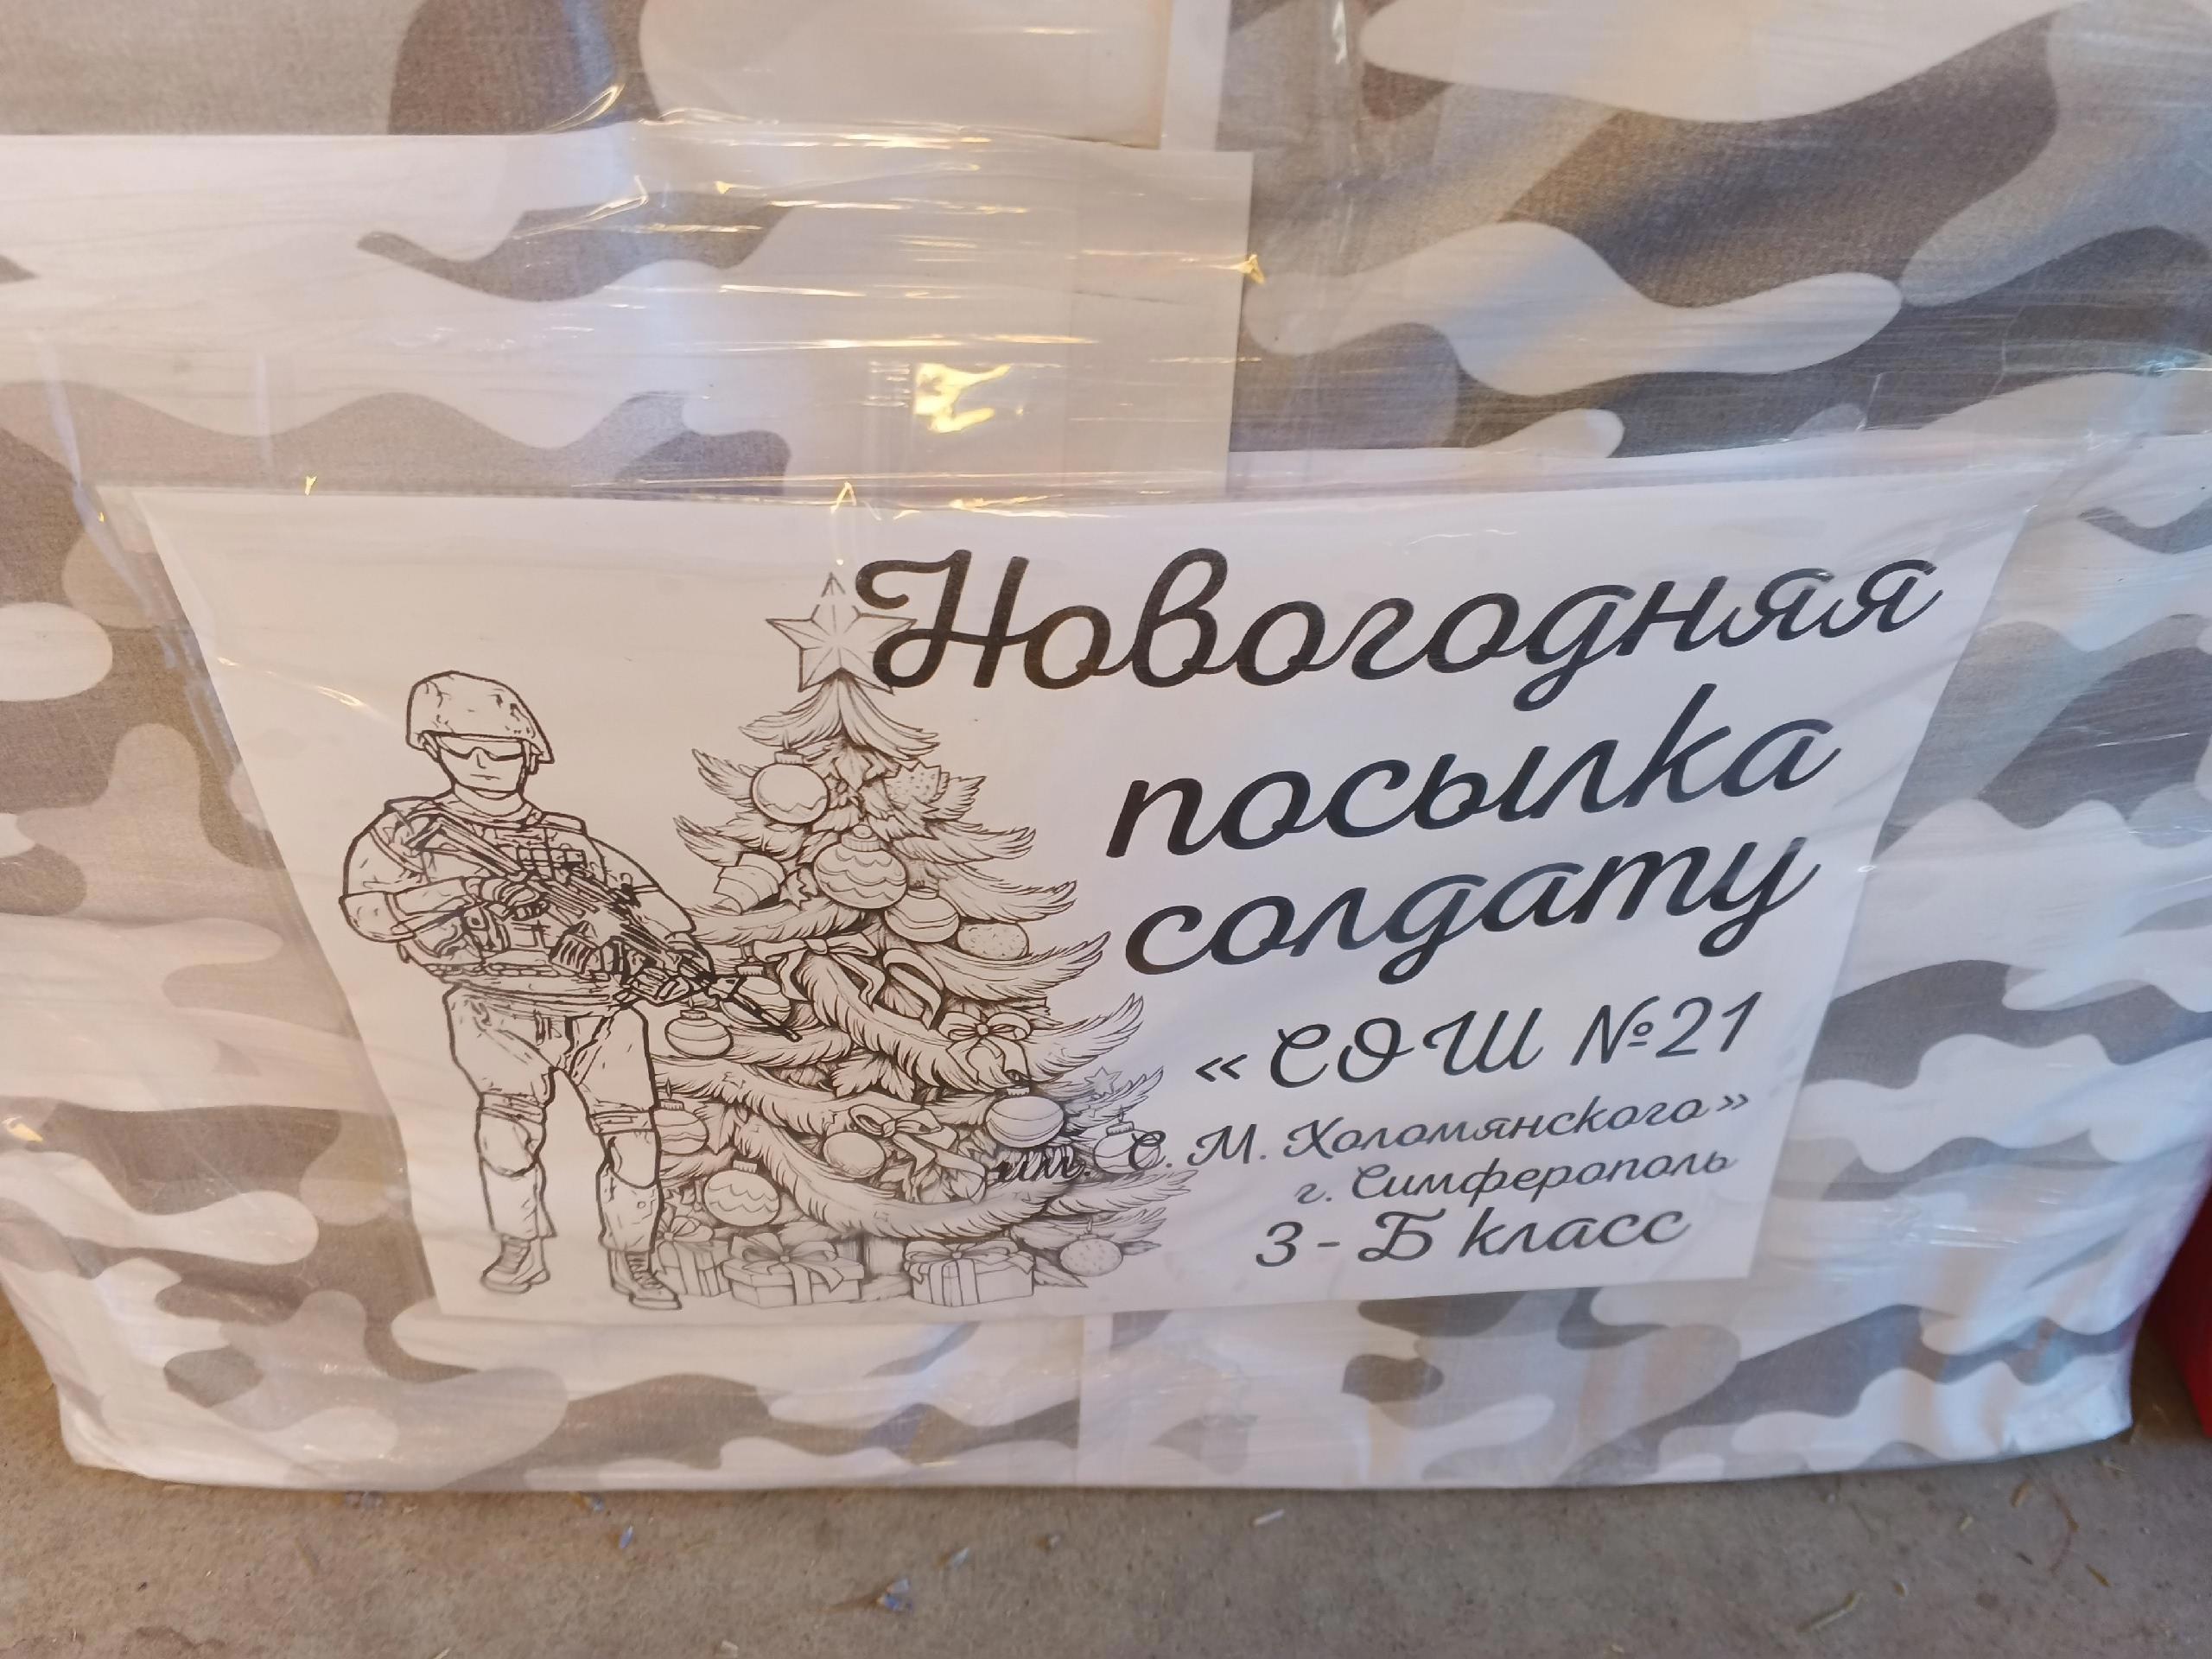 Новогодняя
посылка
солдату
«СОШ №21
им. С. М. Холомянского»
г. Симферополь
3-Б класс